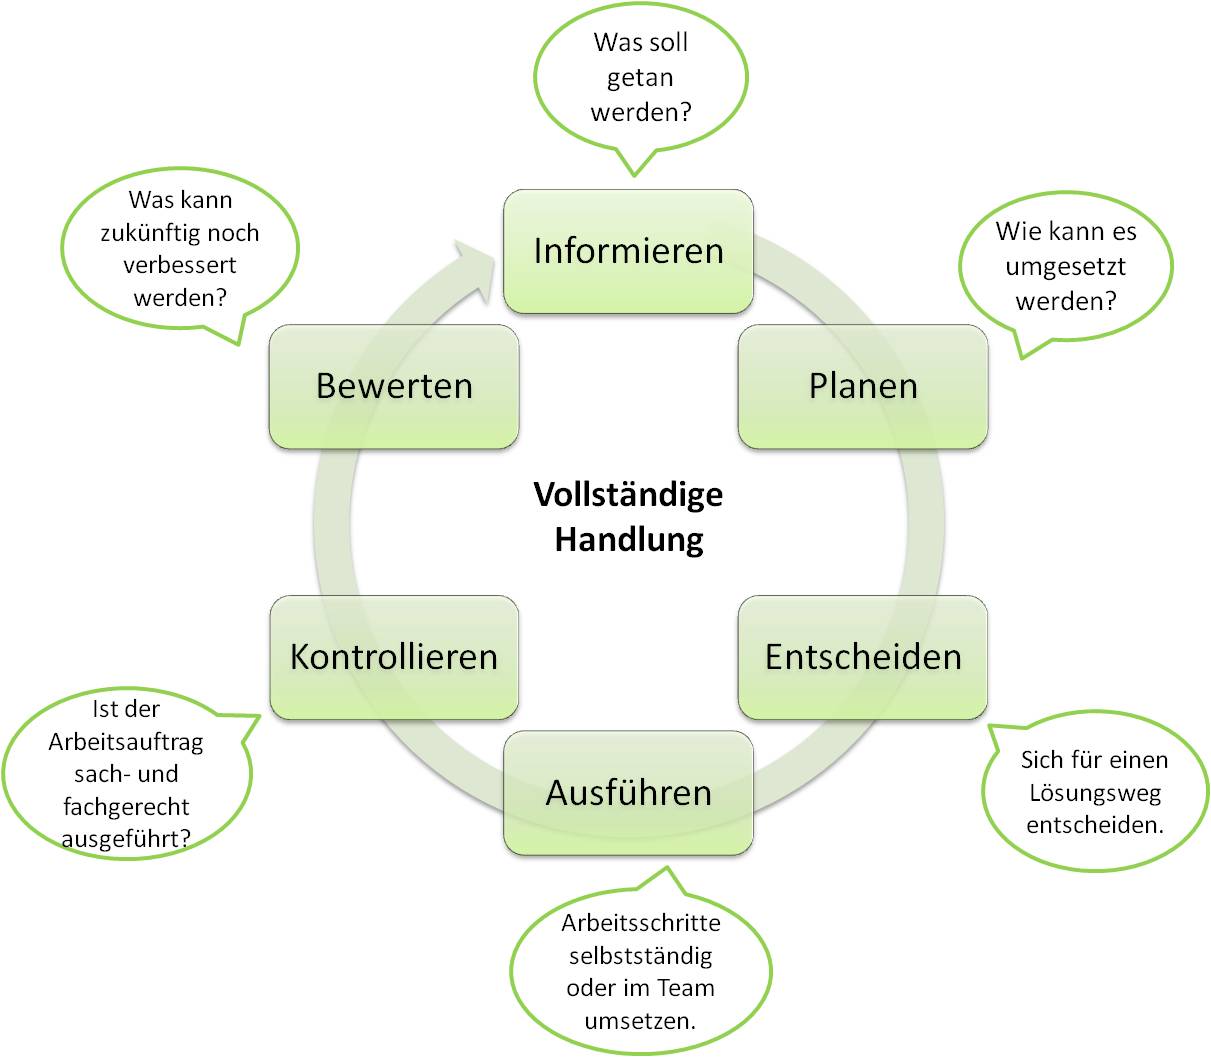 Was soll
getan
werden?
Informieren
Wie kann es
umgesetzt
werden?
Planen
Sich für einen
Lösungsweg
entscheiden.
Entscheiden
Arbeitsschritte
selbstständig
oder im Team
umsetzen.
Ausführen
Ist der
Arbeitsauftrag
sach- und
fachgerecht
ausgeführt?
Kontrollieren
Was kann
zukünftig noch
verbessert
werden?
Bewerten
Vollständige
Handlung